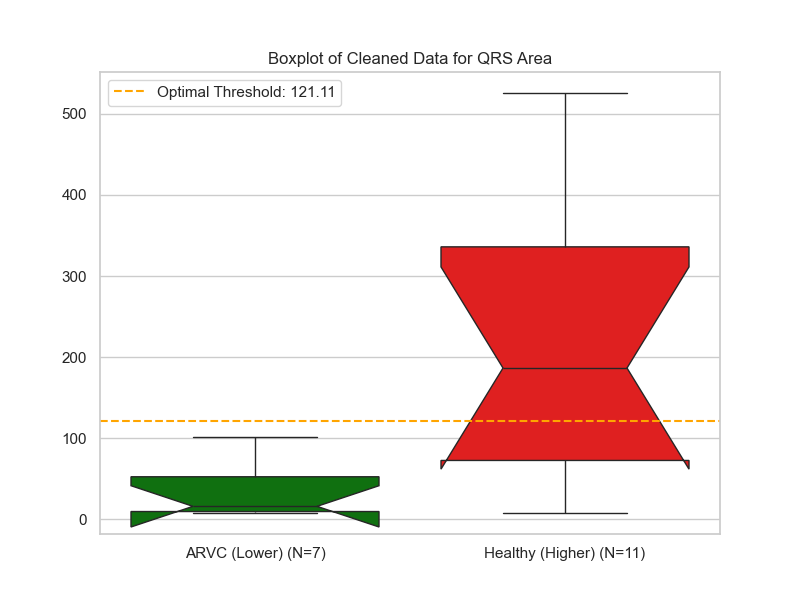 Boxplot of Cleaned Data for QRS Area
Optimal Threshold: 121.11
500
400
300
200
100
0
ARVC (Lower) (N=7)
Healthy (Higher) (N=11)